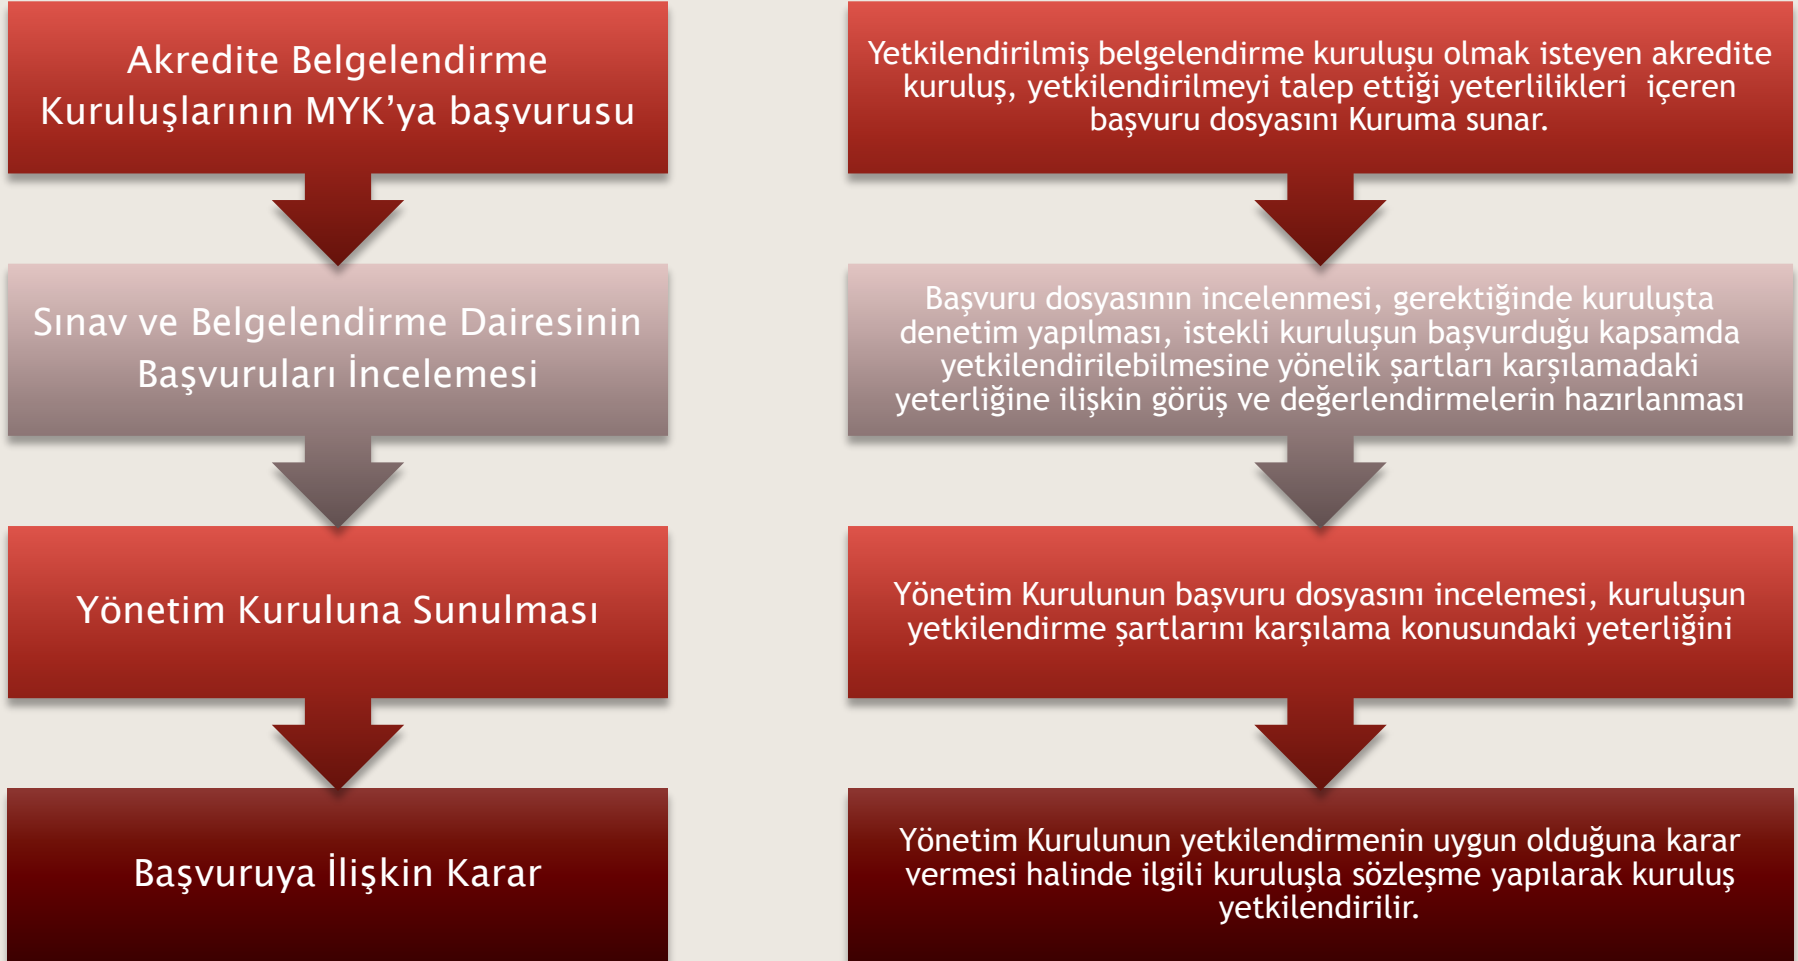 Akredite Belgelendirme
Kuruluşlarının MYK’ya başvurusu
Yetkilendirilmiş belgelendirme kuruluşu olmak isteyen akredite
kuruluş, yetkilendirilmeyi talep ettiği yeterlilikleri  içeren
başvuru dosyasını Kuruma sunar.
Sınav ve Belgelendirme Dairesinin
Başvuruları İncelemesi
Başvuru dosyasının incelenmesi, gerektiğinde kuruluşta
denetim yapılması, istekli kuruluşun başvurduğu kapsamda
yetkilendirilebilmesine yönelik şartları karşılamadaki
yeterliğine ilişkin görüş ve değerlendirmelerin hazırlanması
Yönetim Kuruluna Sunulması
Yönetim Kurulunun başvuru dosyasını incelemesi, kuruluşun
yetkilendirme şartlarını karşılama konusundaki yeterliğini
Başvuruya İlişkin Karar
Yönetim Kurulunun yetkilendirmenin uygun olduğuna karar
vermesi halinde ilgili kuruluşla sözleşme yapılarak kuruluş
yetkilendirilir.